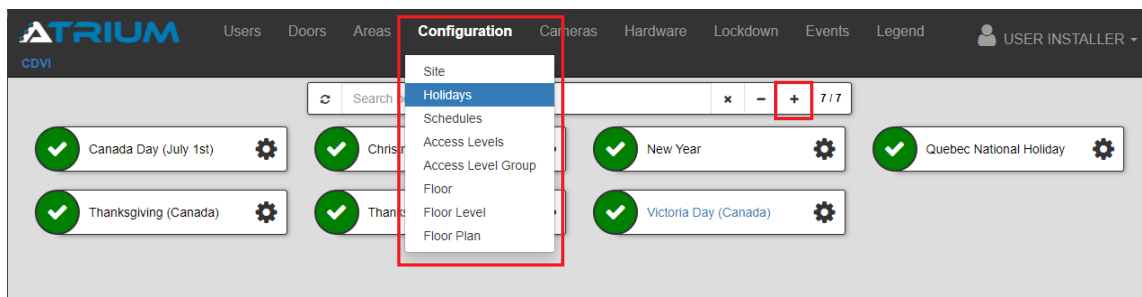 ATRIUM
Users Doors Areas Configuration Cameras Hardware Lockdown Events Legend USER INSTALLER
CDVI
Site
Holidays
Schedules
Access Levels
Access Level Group
Floor
Floor Level
Floor Plan
Search
7 / 7
Canada Day (July 1st)
New Year
Quebec National Holiday
Thanksgiving (Canada)
Victoria Day (Canada)